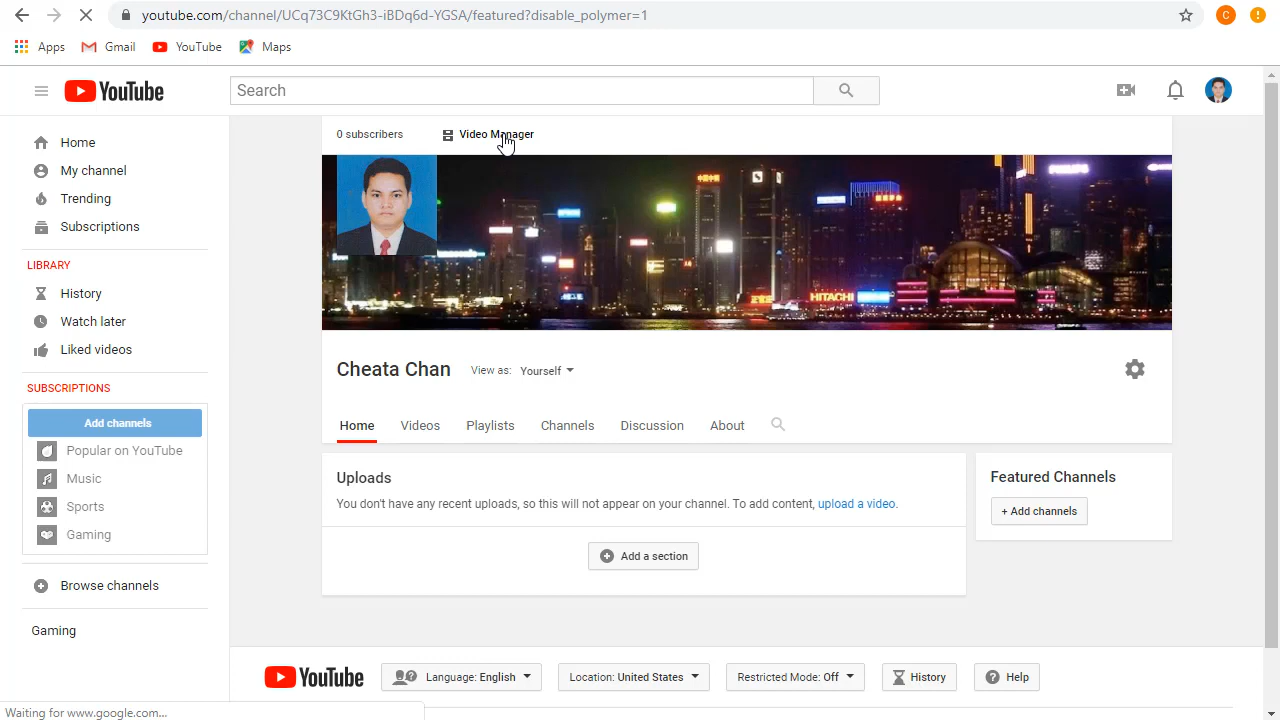 youtube.com/channel/UCq73C9KtGh3-iBDq6d-YGSA/featured?disable_polymer=1
C
Apps
Gmail
YouTube
Maps
YouTube
Search
0 subscribers
Video Manager
Home
My channel
Trending
Subscriptions
LIBRARY
History
Watch later
Liked videos
SUBSCRIPTIONS
Add channels
Popular on YouTube
Music
Sports
Gaming
Browse channels
Gaming
HITACHI
PHILIPS
Cheata Chan
View as: Yourself
Home
Videos
Playlists
Channels
Discussion
About
Uploads
You don't have any recent uploads, so this will not appear on your channel. To add content, upload a video.
Add a section
Featured Channels
+ Add channels
YouTube
Language: English
Location: United States
Restricted Mode: Off
History
Help
Waiting for www.google.com...